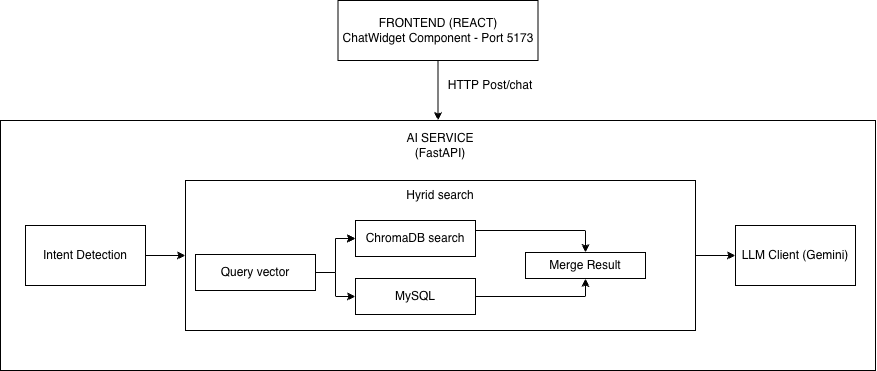 FRONTEND (REACT)
ChatWidget Component - Port 5173
HTTP Post/chat
AI SERVICE
(FastAPI)
Hyrid search
Intent Detection
Query vector
ChromaDB search
MySQL
Merge Result
LLM Client (Gemini)